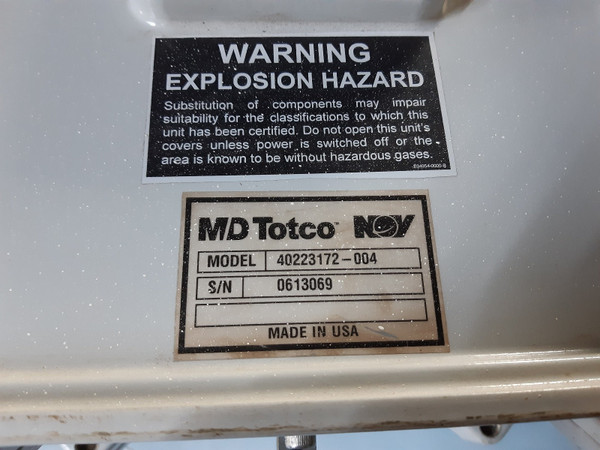 WARNING
EXPLOSION HAZARD
Substitution of components may impair
suitability for the classifications to which this
unit has been certified. Do not open this unit's
covers unless power is switched off or the
area is known to be without hazardous gases.
MD Totco™ NOV
MODEL 40223172-004
S/N 0613069
MADE IN USA